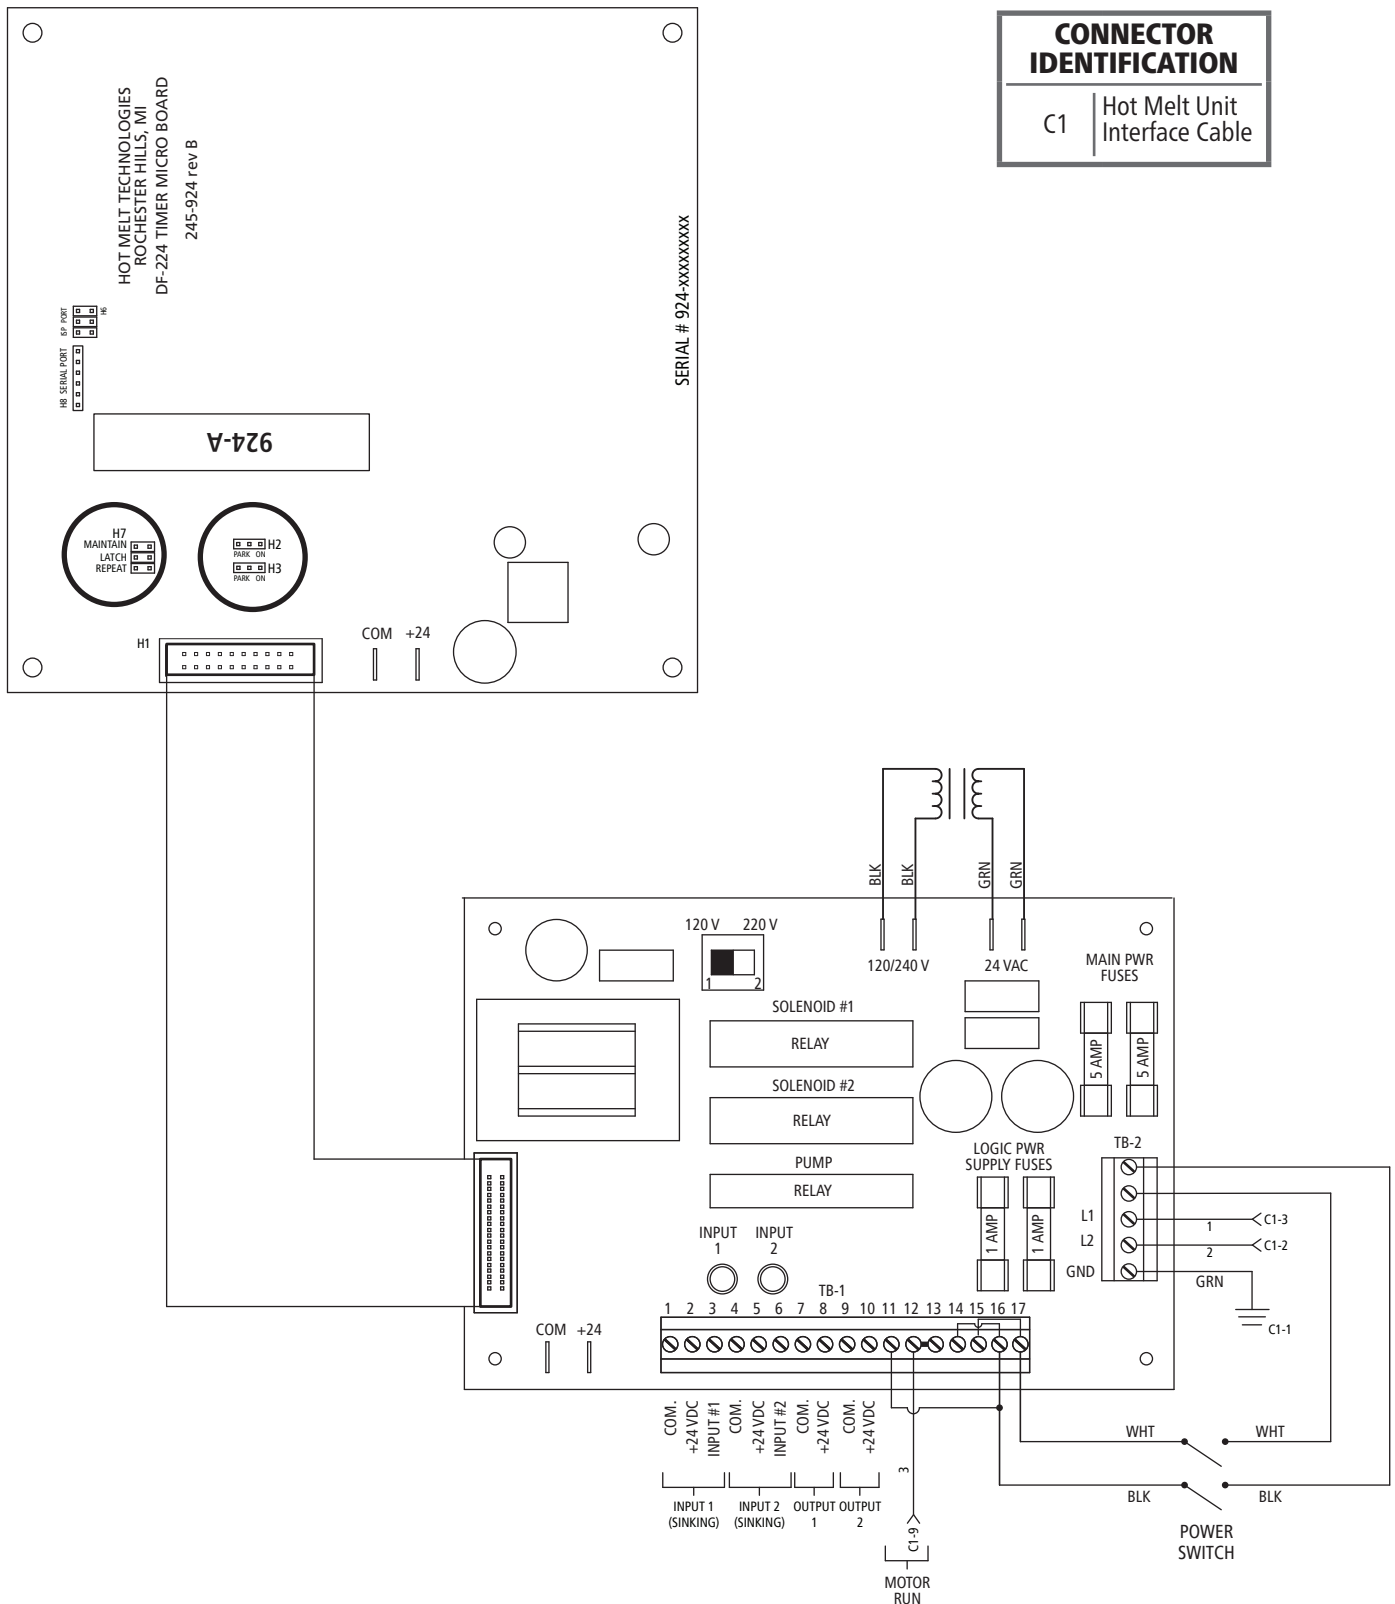 CONNECTOR
IDENTIFICATION
C1
Hot Melt Unit
Interface Cable
HOT MELT TECHNOLOGIES
ROCHESTER HILLS, MI
DF-224 TIMER MICRO BOARD
245-924 rev B
SERIAL # 924-xxxxxxxxx
ISP PORT
H6
H8 SERIAL PORT
924-A
H7
MAINTAIN
LATCH
REPEAT
H2
PARK ON
H3
PARK ON
H1
COM +24
BLK
BLK
GRN
GRN
120 V 220 V
1 2
120/240 V
24 VAC
MAIN PWR
FUSES
5 AMP
5 AMP
SOLENOID #1
RELAY
SOLENOID #2
RELAY
PUMP
RELAY
LOGIC PWR
SUPPLY FUSES
1 AMP
1 AMP
TB-2
L1
L2
GND
1
C1-3
2
C1-2
GRN
C1-1
INPUT
1
INPUT
2
TB-1
1 2 3 4 5 6 7 8 9 10 11 12 13 14 15 16 17
COM +24
COM.
+24 VDC
INPUT #1
COM.
+24 VDC
INPUT #2
COM.
+24 VDC
COM.
+24 VDC
INPUT 1
(SINKING)
INPUT 2
(SINKING)
OUTPUT
1
OUTPUT
2
3
C1-9
MOTOR
RUN
WHT
WHT
BLK
BLK
POWER
SWITCH